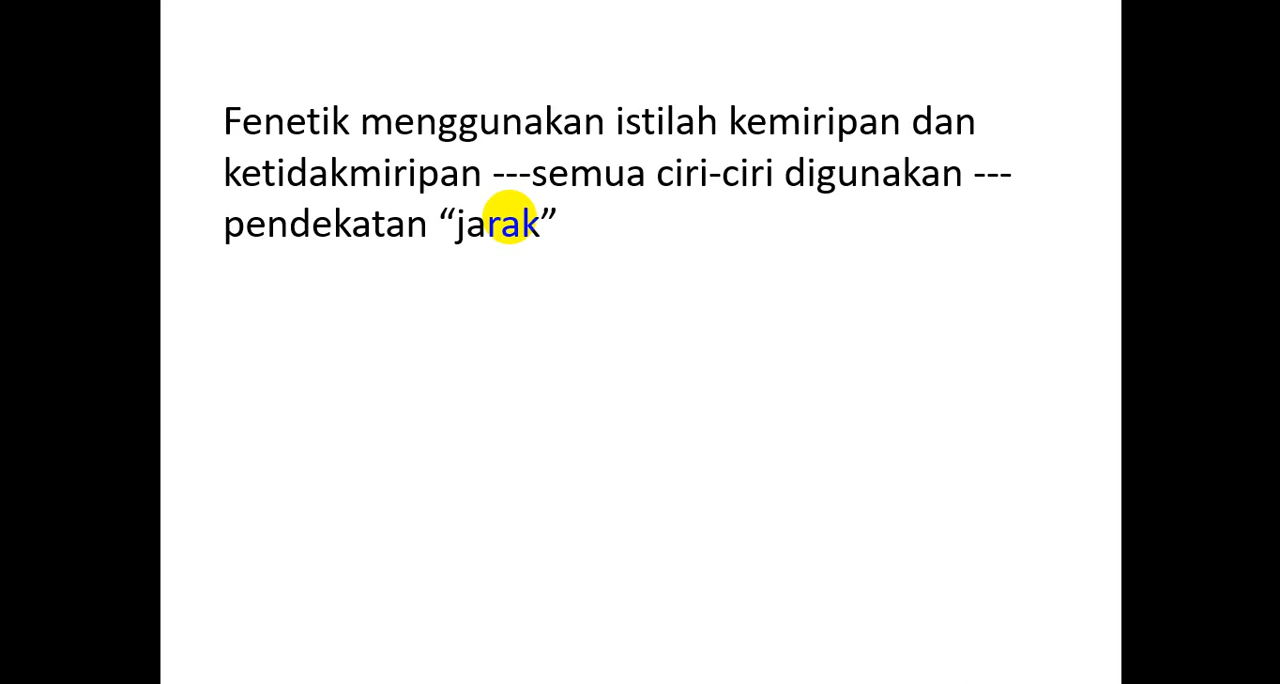 Fenetik menggunakan istilah kemiripan dan
ketidakmiripan ---semua ciri-ciri digunakan ---
pendekatan “jarak”